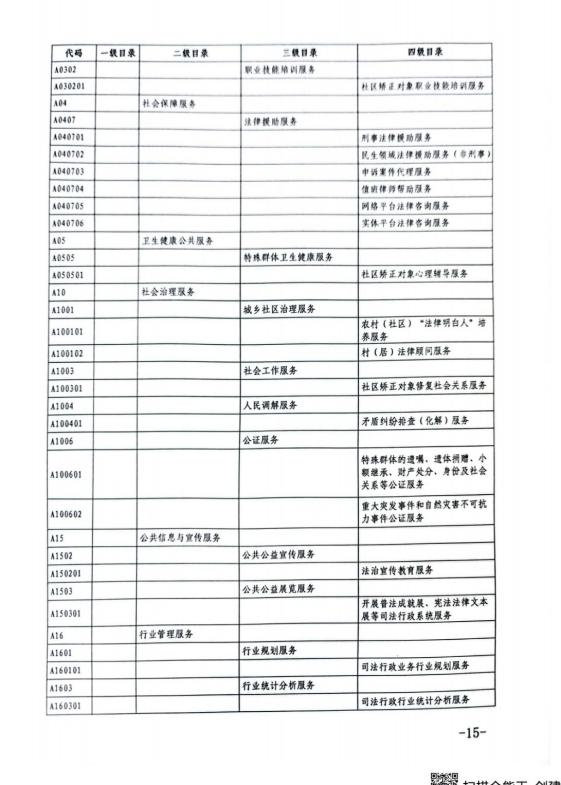 代码 一级目录 二级目录 三级目录 四级目录
A0302 职业技能培训服务
A030201 社区矫正对象职业技能培训服务
A04 社会保障服务
A0407 法律援助服务
A040701 刑事法律援助服务
A040702 民生领域法律援助服务（非刑事）
A040703 申诉案件代理服务
A040704 值班律师帮助服务
A040705 网络平台法律咨询服务
A040706 实体平台法律咨询服务
A05 卫生健康公共服务
A0505 特殊群体卫生健康服务
A050501 社区矫正对象心理辅导服务
A10 社会治理服务
A1001 城乡社区治理服务
A100101 农村（社区）“法律明白人”培
养服务
A100102 村（居）法律顾问服务
A1003 社会工作服务
A100301 社区矫正对象修复社会关系服务
A1004 人民调解服务
A100401 矛盾纠纷排查（化解）服务
A1006 公证服务
A100601 特殊群体的遗嘱、遗体捐赠、小
额继承、财产处分、身份及社会
关系等公证服务
A100602 重大突发事件和自然灾害不可抗
力事件公证服务
A15 公共信息与宣传服务
A1502 公共公益宣传服务
A150201 法治宣传教育服务
A1503 公共公益展览服务
A150301 开展普法成就展、宪法法律文本
展等司法行政系统服务
A16 行业管理服务
A1601 行业规划服务
A160101 司法行政业务行业规划服务
A1603 行业统计分析服务
A160301 司法行政行业统计分析服务
-15-